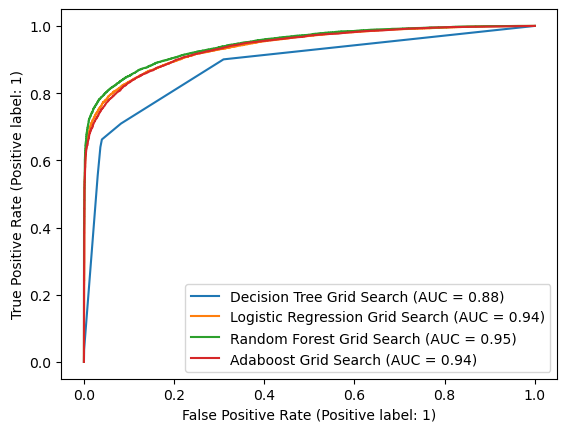 1.0
0.8
0.6
0.4
0.2
0.0
True Positive Rate (Positive label: 1)
Decision Tree Grid Search (AUC = 0.88)
Logistic Regression Grid Search (AUC = 0.94)
Random Forest Grid Search (AUC = 0.95)
Adaboost Grid Search (AUC = 0.94)
0.0 0.2 0.4 0.6 0.8 1.0
False Positive Rate (Positive label: 1)